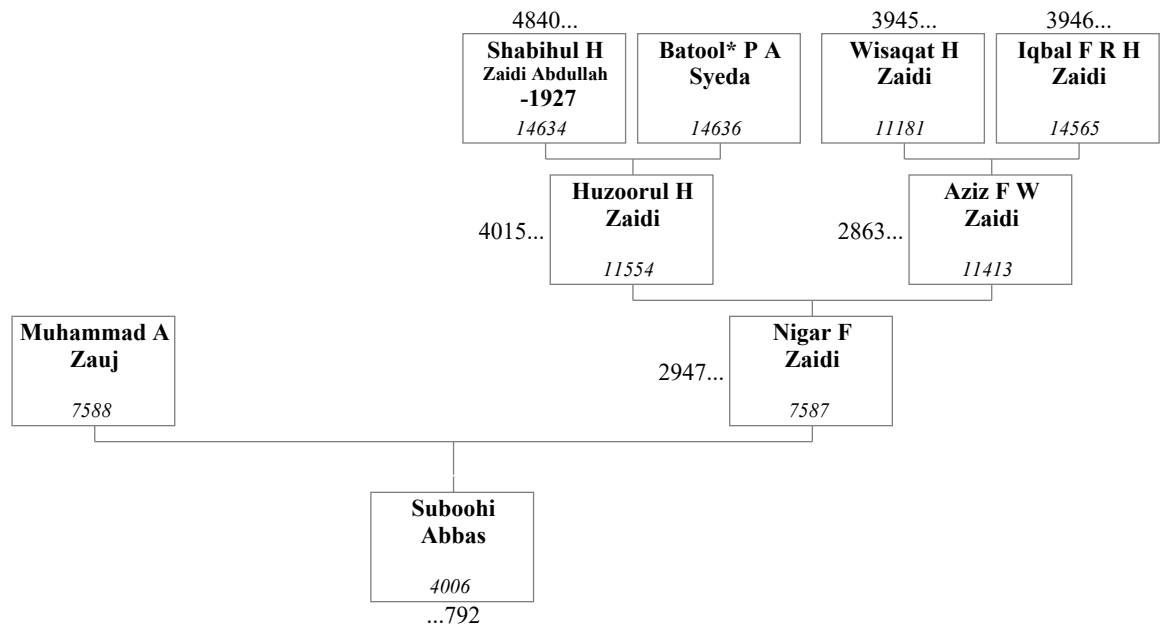 4840...
3945...
3946...
Shabihul H
Zaidi Abdullah
-1927
14634
Batool* P A
Syeda
14636
Wisaqat H
Zaidi
11181
Iqbal F R H
Zaidi
14565
4015...
Huzoorul H
Zaidi
11554
2863...
Aziz F W
Zaidi
11413
Muhammad A
Zauj
7588
2947...
Nigar F
Zaidi
7587
Suboohi
Abbas
4006
...792